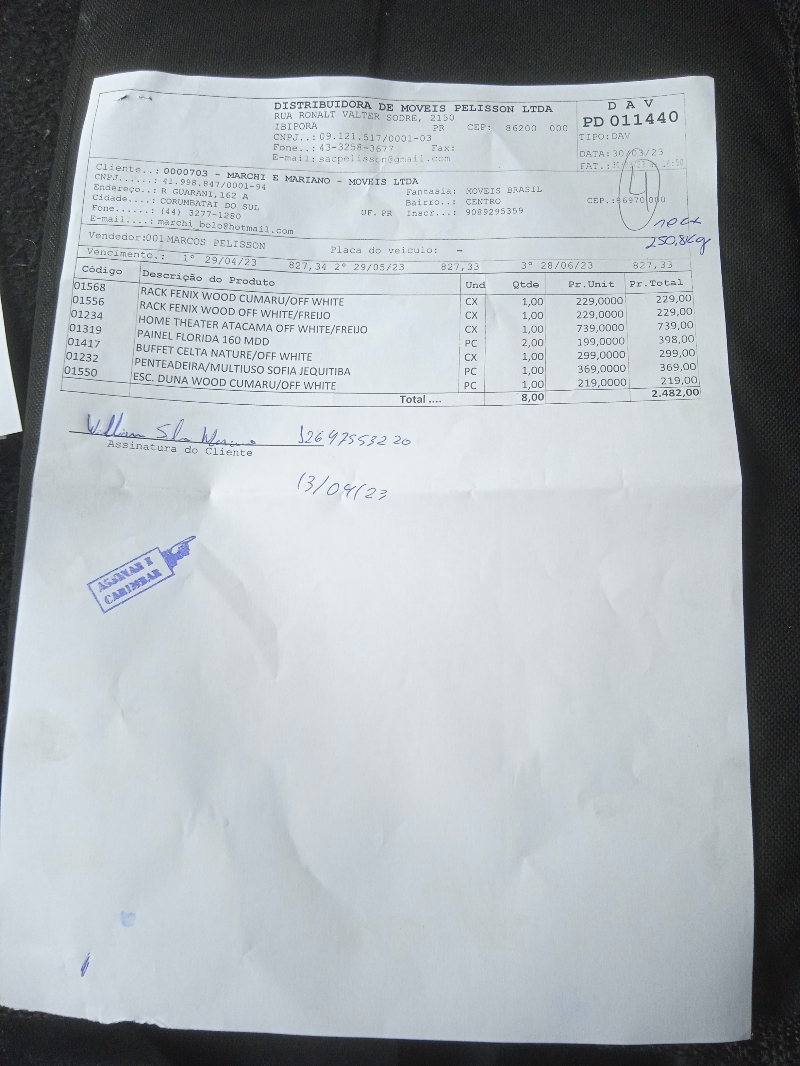 DISTRIBUIDORA DE MOVEIS PELISSON LTDA
RUA RONALT VALTER SODRE, 2150
IBIPORA PR CEP: 86200 000
CNPJ..: 09.121.517/0001-03
Fone..: 43-3258-3677 Fax:
E-mail: sacpelisson@gmail.com
D A V
PD 011440
TIPO:DAV
DATA:30/03/23
FAT.:
4
10 cx
250,8kg
Cliente..: 0000703 - MARCHI E MARIANO - MOVEIS LTDA
CNPJ......: 41.998.847/0001-94 Fantasia: MOVEIS BRASIL
Endereço..: R GUARANI,162 A Bairro..: CENTRO CEP.:86970 000
Cidade....: CORUMBATAI DO SUL UF. PR Inscr...: 9089295359
Fone......: (44) 3277-1280
E-mail....: marchi_bolo@hotmail.com
Vendedor:001 MARCOS PELISSON Placa do veiculo: -
Vencimento.: 1º 29/04/23 827,34 2º 29/05/23 827,33 3º 28/06/23 827,33
Código Descrição do Produto Und Qtde Pr.Unit Pr.Total
01568 RACK FENIX WOOD CUMARU/OFF WHITE CX 1,00 229,0000 229,00
01556 RACK FENIX WOOD OFF WHITE/FREIJO CX 1,00 229,0000 229,00
01234 HOME THEATER ATACAMA OFF WHITE/FREIJO CX 1,00 739,0000 739,00
01319 PAINEL FLORIDA 160 MDD PC 2,00 199,0000 398,00
01417 BUFFET CELTA NATURE/OFF WHITE CX 1,00 299,0000 299,00
01232 PENTEADEIRA/MULTIUSO SOFIA JEQUITIBA PC 1,00 369,0000 369,00
01550 ESC. DUNA WOOD CUMARU/OFF WHITE PC 1,00 219,0000 219,00
Total .... 8,00 2.482,00
William
Assinatura do Cliente
13/04/23
ASSINAR E
CARIMBAR